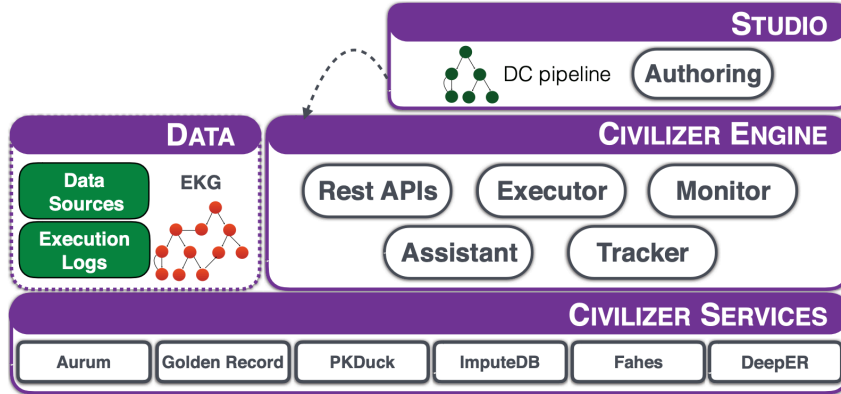 STUDIO
DC pipeline
Authoring
DATA
Data
Sources
EKG
Execution
Logs
CIVILIZER ENGINE
Rest APIs
Executor
Monitor
Assistant
Tracker
CIVILIZER SERVICES
Aurum
Golden Record
PKDuck
ImputeDB
Fahes
DeepER